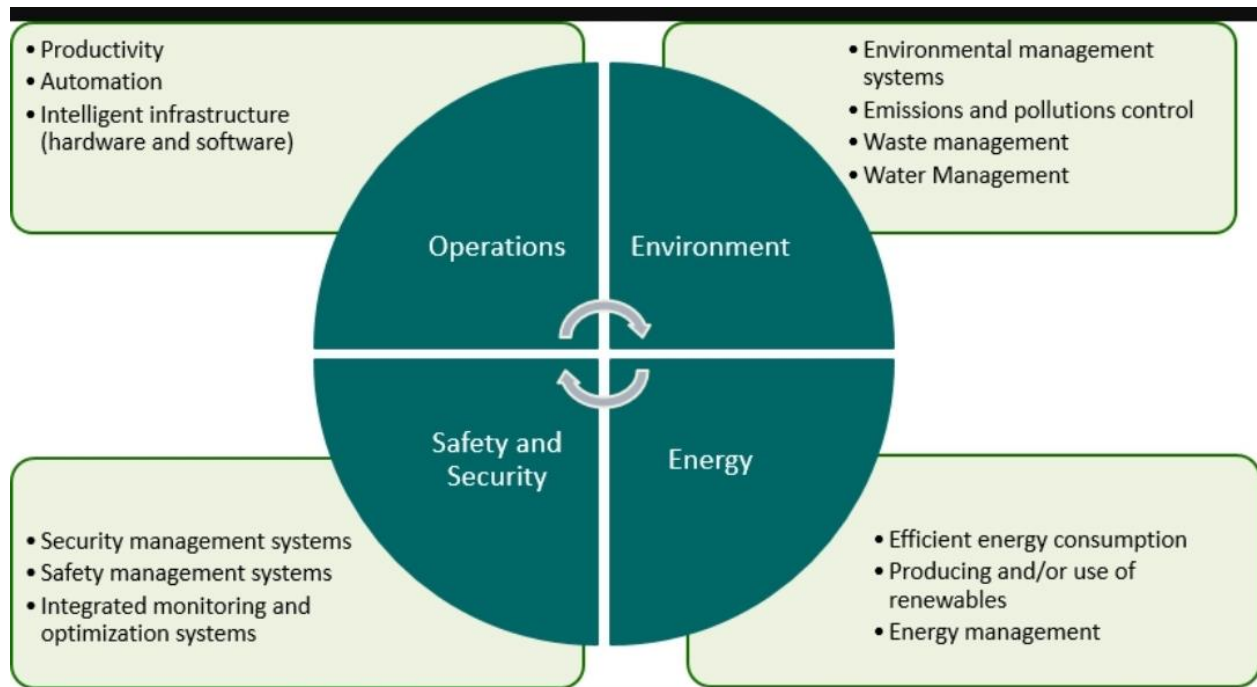 • Productivity
• Automation
• Intelligent infrastructure
(hardware and software)
• Environmental management
systems
• Emissions and pollutions control
• Waste management
• Water Management
Operations
Environment
Safety and
Security
Energy
• Security management systems
• Safety management systems
• Integrated monitoring and
optimization systems
• Efficient energy consumption
• Producing and/or use of
renewables
• Energy management